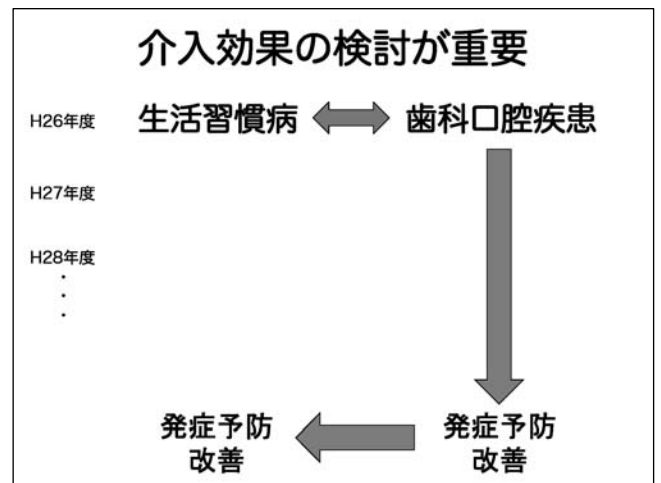 介入効果の検討が重要
H26年度 生活習慣病 歯科口腔疾患
H27年度
H28年度
・
・
・
発症予防 発症予防
改善 改善